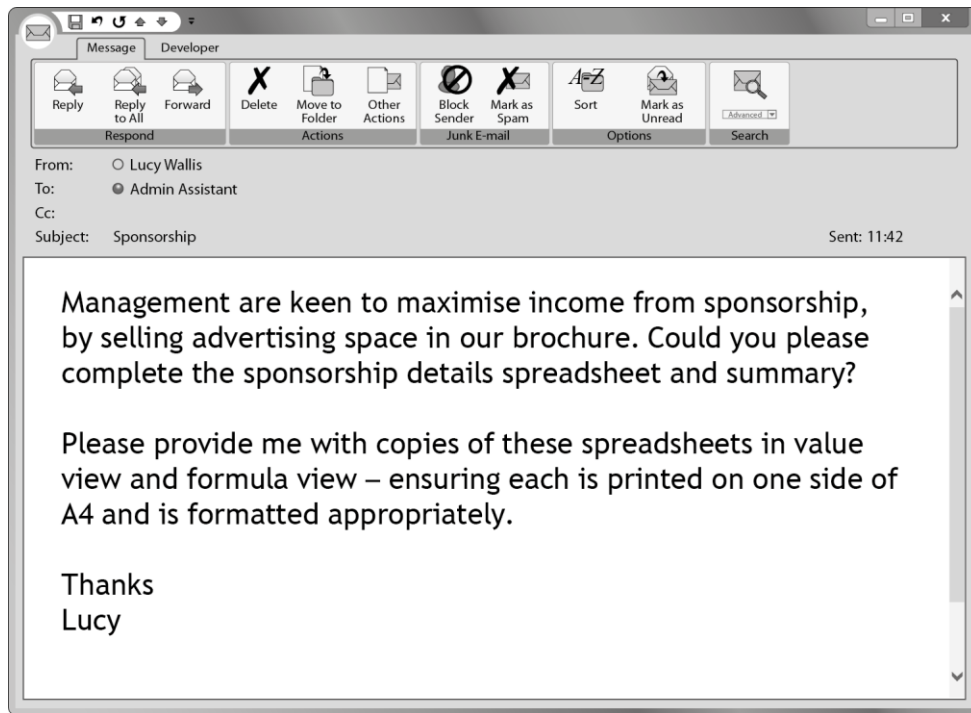 Message Developer
Reply Reply to All Forward Delete Move to Folder Other Actions Block Sender Mark as Spam A=Z Sort Mark as Unread Advanced
Respond Actions Junk E-mail Options Search
From: Lucy Wallis
To: Admin Assistant
Cc:
Subject: Sponsorship Sent: 11:42
Management are keen to maximise income from sponsorship,
by selling advertising space in our brochure. Could you please
complete the sponsorship details spreadsheet and summary?
Please provide me with copies of these spreadsheets in value
view and formula view – ensuring each is printed on one side of
A4 and is formatted appropriately.
Thanks
Lucy